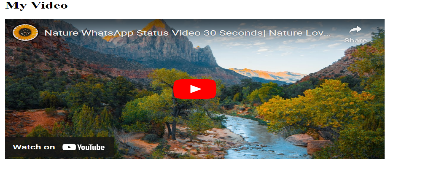 My Video
Nature WhatsApp Status Video 30 Seconds| Nature Lov...
Share
Watch on YouTube